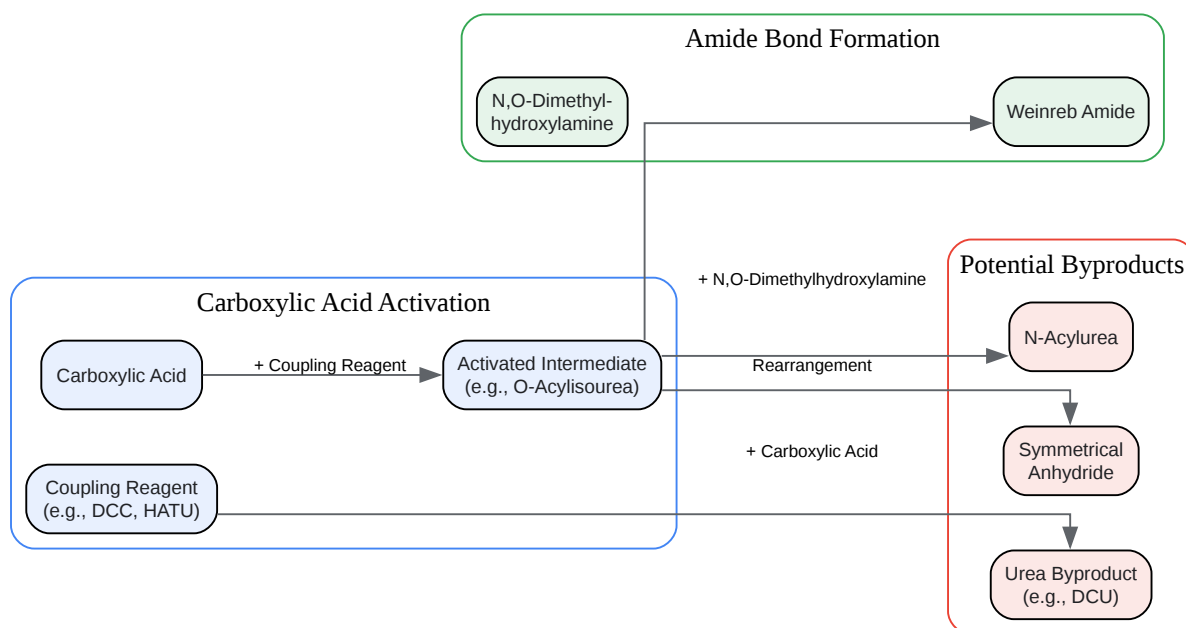 Amide Bond Formation
N,O-Dimethyl-
hydroxylamine
Weinreb Amide
Potential Byproducts
+ N,O-Dimethylhydroxylamine
Carboxylic Acid Activation
N-Acylurea
+ Coupling Reagent
Activated Intermediate
(e.g., O-Acylisourea)
Rearrangement
Carboxylic Acid
Symmetrical
Anhydride
+ Carboxylic Acid
Coupling Reagent
(e.g., DCC, HATU)
Urea Byproduct
(e.g., DCU)